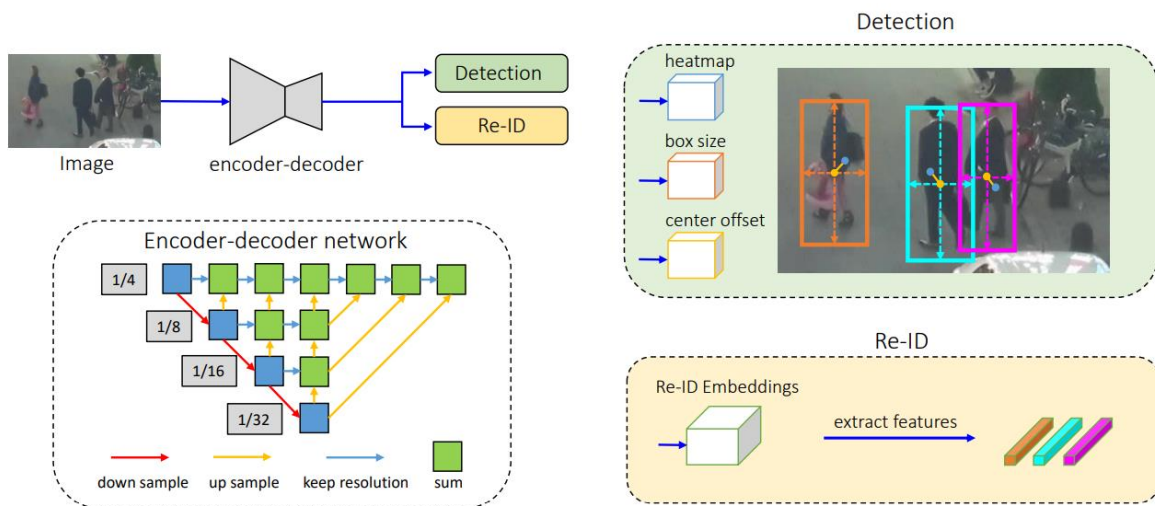 Image
encoder-decoder
Detection
Re-ID
Encoder-decoder network
1/4
1/8
1/16
1/32
down sample
up sample
keep resolution
sum
Detection
heatmap
box size
center offset
Re-ID
Re-ID Embeddings
extract features